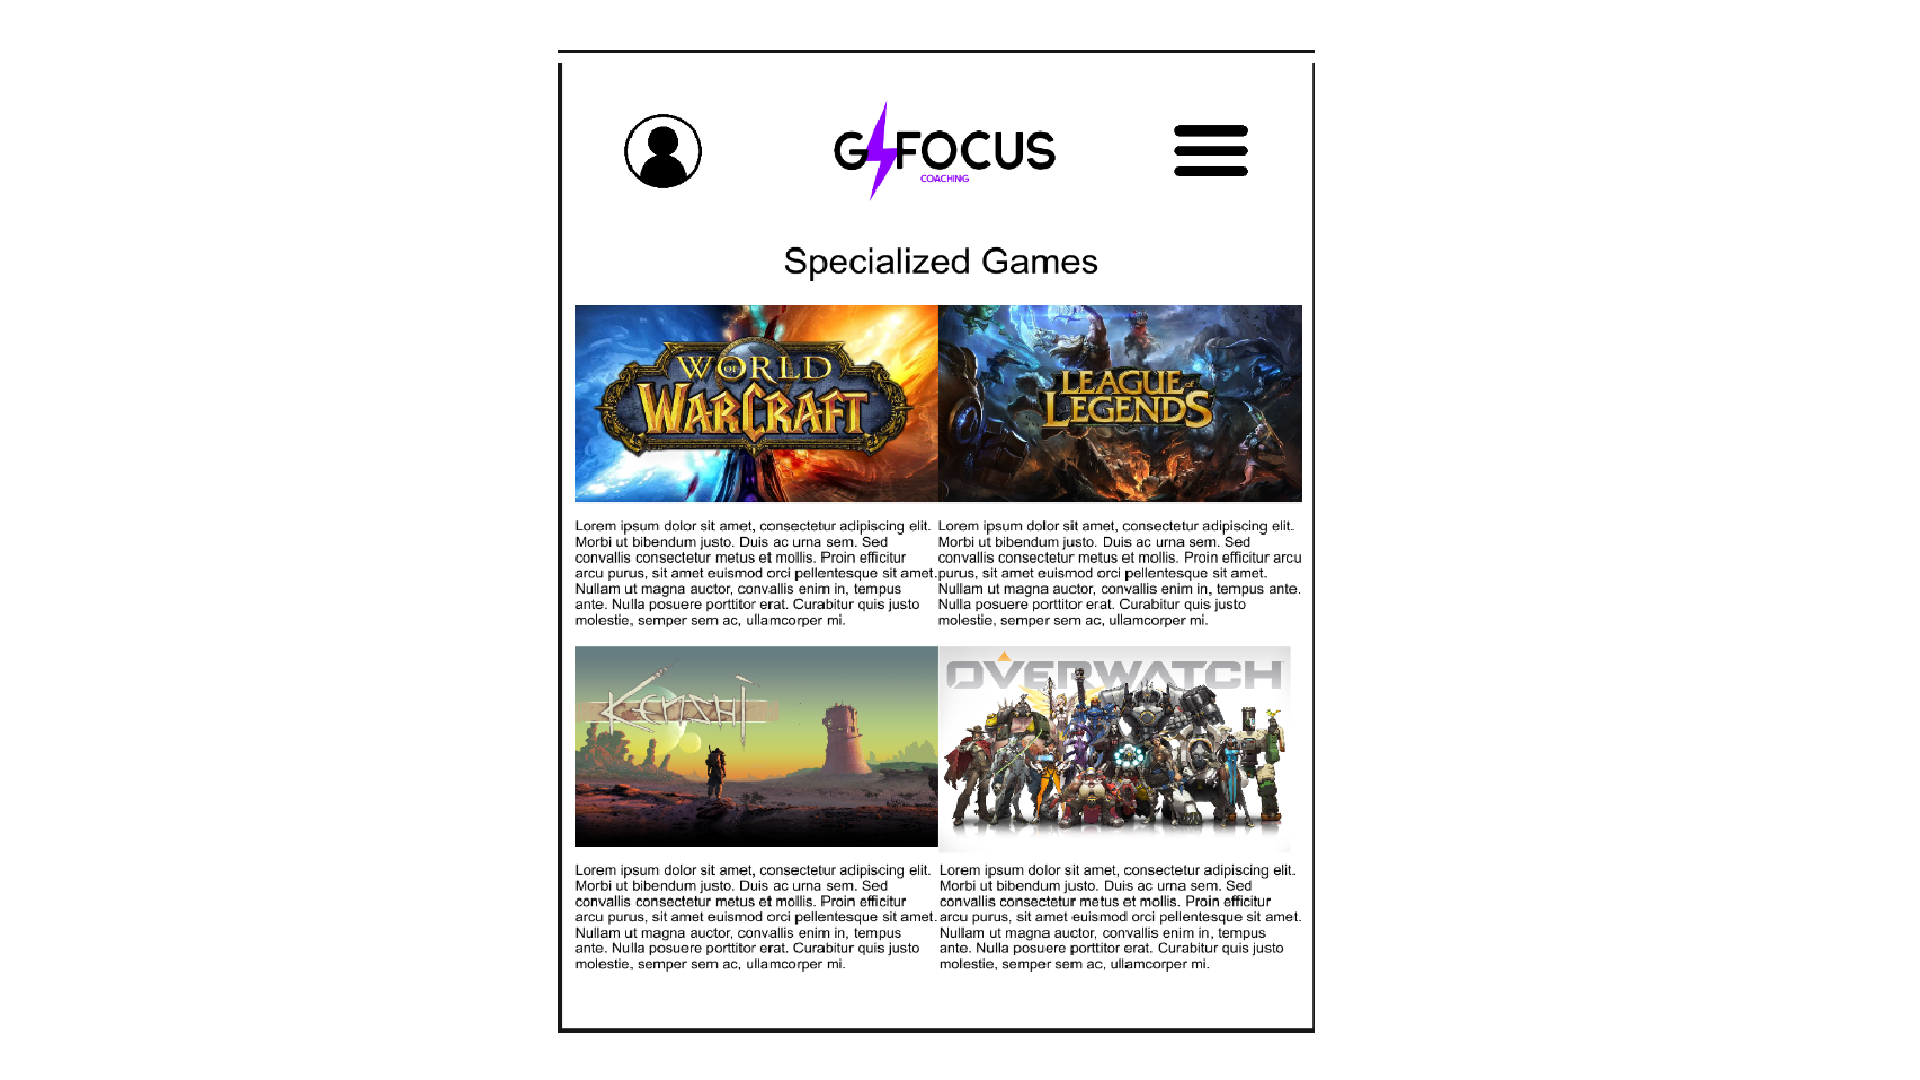 G FOCUS
COACHING
Specialized Games
WORLD
OF
WARCRAFT
LEAGUE of
LEGENDS
Lorem ipsum dolor sit amet, consectetur adipiscing elit.
Morbi ut bibendum justo. Duis ac urna sem. Sed
convallis consectetur metus et mollis. Proin efficitur
arcu purus, sit amet euismod orci pellentesque sit amet.
Nullam ut magna auctor, convallis enim in, tempus
ante. Nulla posuere porttitor erat. Curabitur quis justo
molestie, semper sem ac, ullamcorper mi.
Lorem ipsum dolor sit amet, consectetur adipiscing elit.
Morbi ut bibendum justo. Duis ac urna sem. Sed
convallis consectetur metus et mollis. Proin efficitur arcu
purus, sit amet euismod orci pellentesque sit amet.
Nullam ut magna auctor, convallis enim in, tempus ante.
Nulla posuere porttitor erat. Curabitur quis justo
molestie, semper sem ac, ullamcorper mi.
KENSHI
OVERWATCH
Lorem ipsum dolor sit amet, consectetur adipiscing elit.
Morbi ut bibendum justo. Duis ac urna sem. Sed
convallis consectetur metus et mollis. Proin efficitur
arcu purus, sit amet euismod orci pellentesque sit amet.
Nullam ut magna auctor, convallis enim in, tempus
ante. Nulla posuere porttitor erat. Curabitur quis justo
molestie, semper sem ac, ullamcorper mi.
Lorem ipsum dolor sit amet, consectetur adipiscing elit.
Morbi ut bibendum justo. Duis ac urna sem. Sed
convallis consectetur metus et mollis. Proin efficitur
arcu purus, sit amet euismod orci pellentesque sit amet.
Nullam ut magna auctor, convallis enim in, tempus
ante. Nulla posuere porttitor erat. Curabitur quis justo
molestie, semper sem ac, ullamcorper mi.